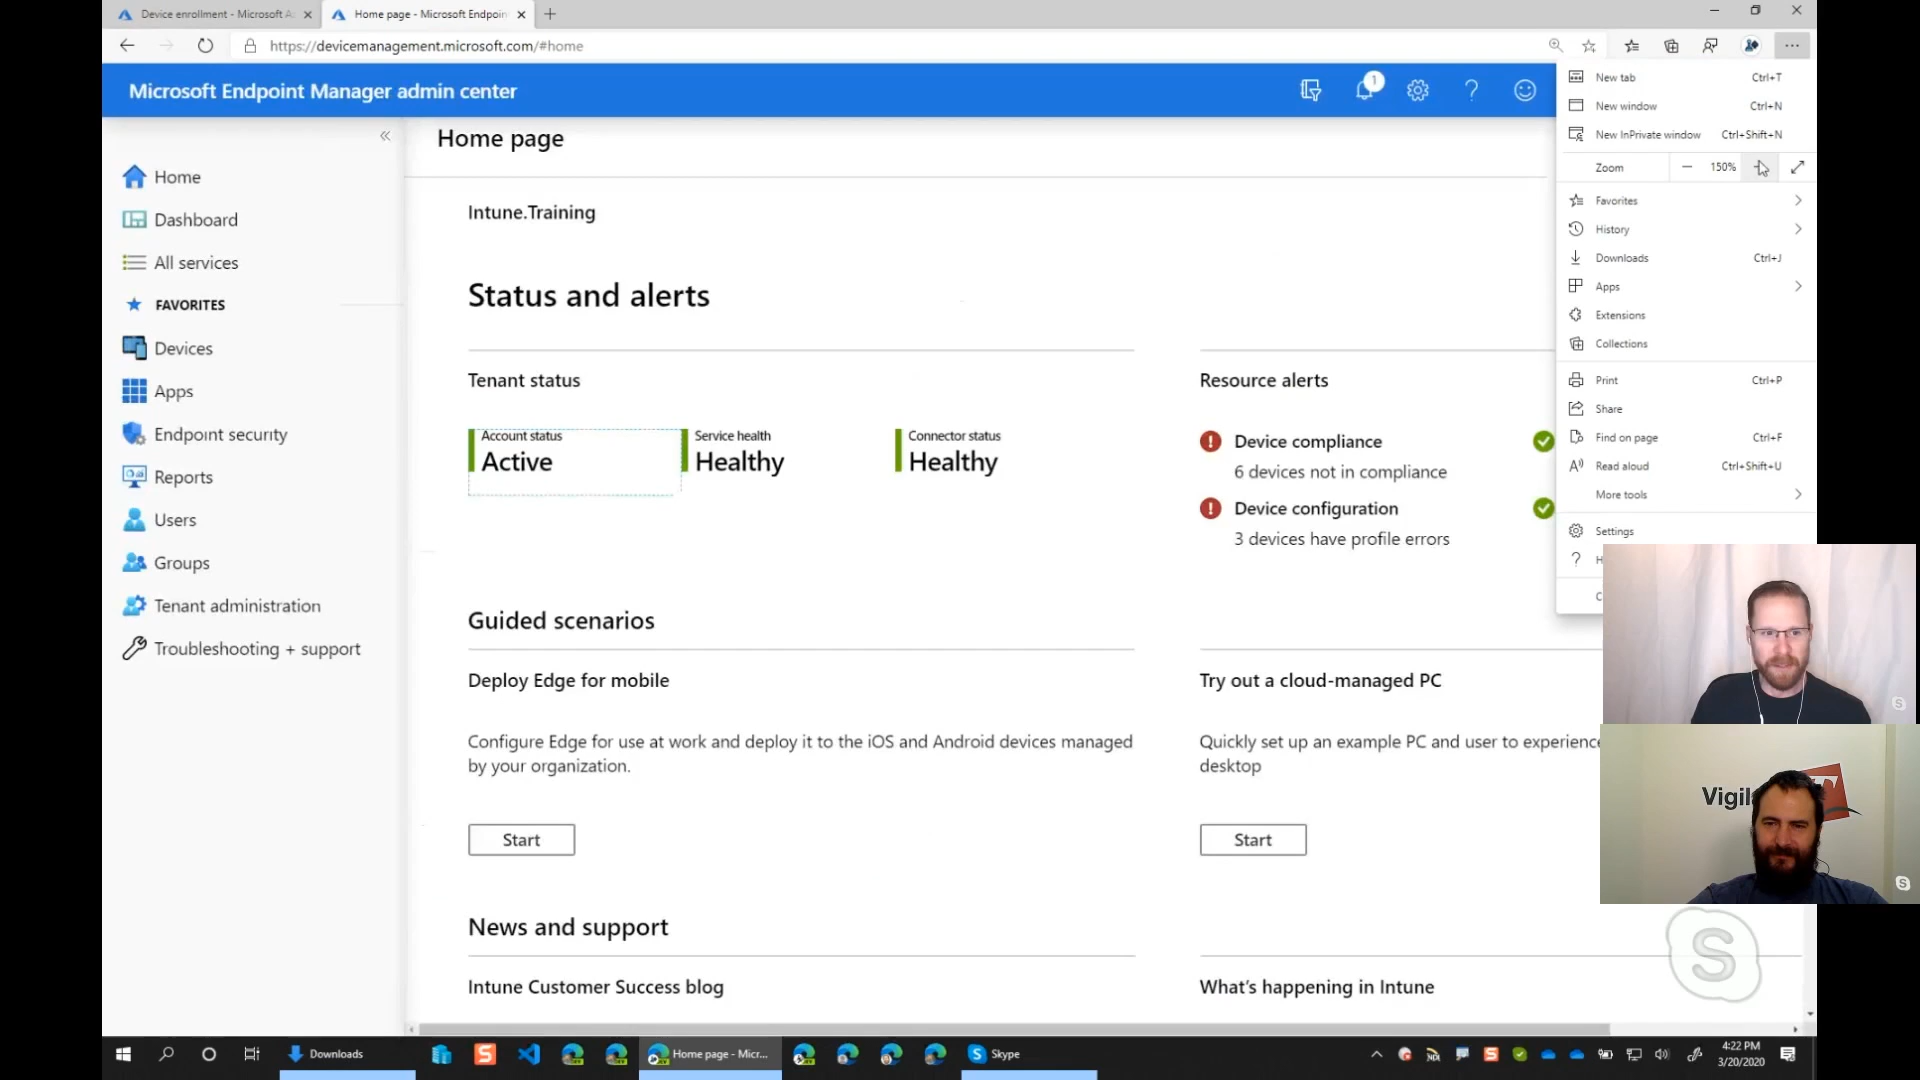 Device enrollment - Microsoft A
Home page - Microsoft Endpoin
https://devicemanagement.microsoft.com/#home
Microsoft Endpoint Manager admin center
1
Home page
Home
Dashboard
All services
FAVORITES
Devices
Apps
Endpoint security
Reports
Users
Groups
Tenant administration
Troubleshooting + support
Intune.Training
Status and alerts
Tenant status
Account status
Active
Service health
Healthy
Connector status
Healthy
Resource alerts
Device compliance
6 devices not in compliance
Device configuration
3 devices have profile errors
Guided scenarios
Deploy Edge for mobile
Configure Edge for use at work and deploy it to the iOS and Android devices managed
by your organization.
Start
Try out a cloud-managed PC
Quickly set up an example PC and user to experience
desktop
Start
News and support
Intune Customer Success blog
What's happening in Intune
New tab Ctrl+T
New window Ctrl+N
New InPrivate window Ctrl+Shift+N
Zoom 150%
Favorites
History
Downloads Ctrl+J
Apps
Extensions
Collections
Print Ctrl+P
Share
Find on page Ctrl+F
Read aloud Ctrl+Shift+U
More tools
Settings
Vigil
Downloads
Home page - Micr...
Skype
4:22 PM
3/20/2020